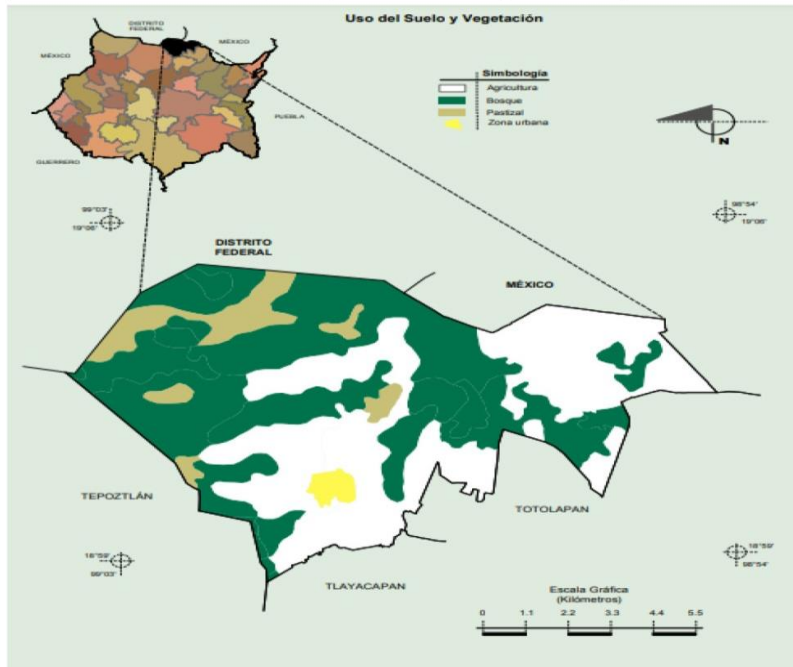 Uso del Suelo y Vegetación
DISTRITO
FEDERAL
MÉXICO
MÉXICO
PUEBLA
GUERRERO
Simbología
Agricultura
Bosque
Pastizal
Zona urbana
N
99°03'
19°06'
98°54'
19°06'
DISTRITO
FEDERAL
MÉXICO
TEPOZTLÁN
TOTOLAPAN
TLAYACAPAN
18°59'
99°03'
18°59'
98°54'
Escala Gráfica
(Kilómetros)
0 1.1 2.2 3.3 4.4 5.5